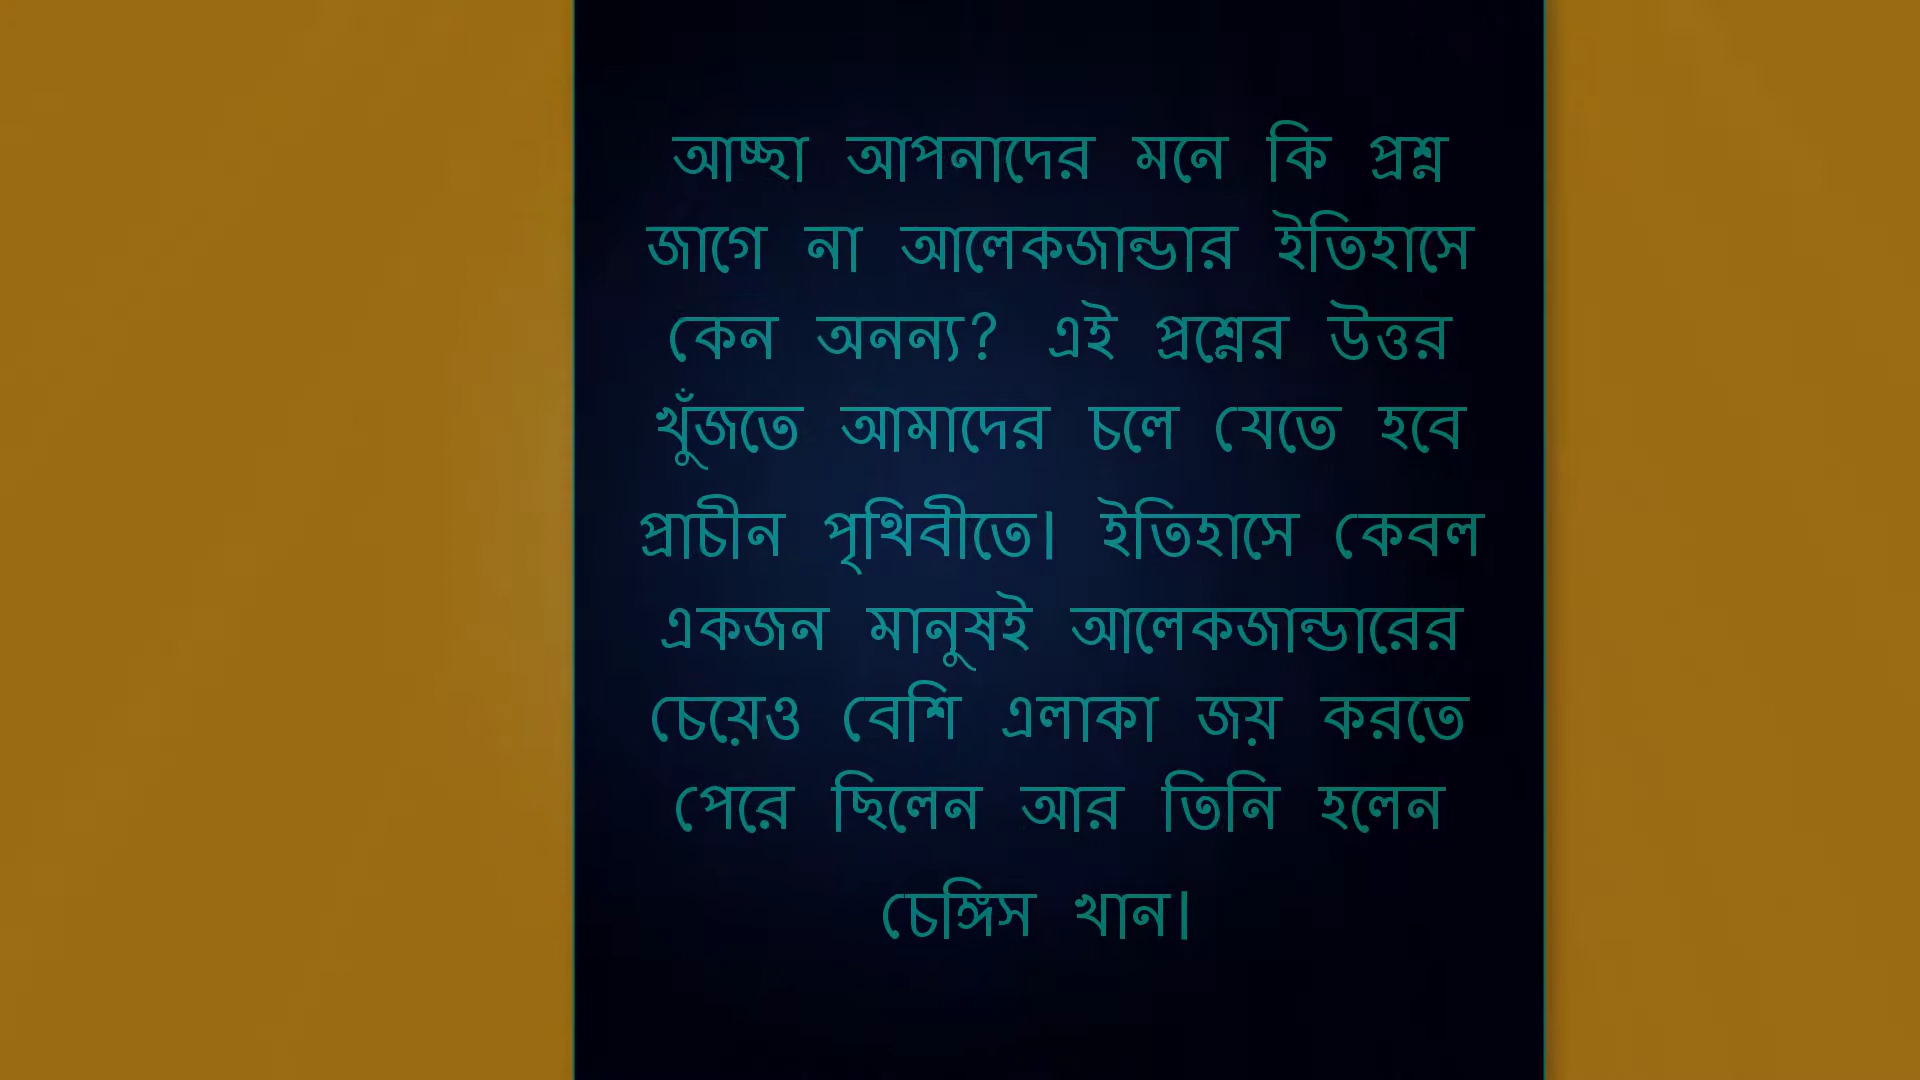 আচ্ছা আপনাদের মনে কি প্রশ্ন
জাগে না আলেকজান্ডার ইতিহাসে
কেন অনন্য? এই প্রশ্নের উত্তর
খুঁজতে আমাদের চলে যেতে হবে
প্রাচীন পৃথিবীতে। ইতিহাসে কেবল
একজন মানুষই আলেকজান্ডারের
চেয়েও বেশি এলাকা জয় করতে
পেরে ছিলেন আর তিনি হলেন
চেঙ্গিস খান।